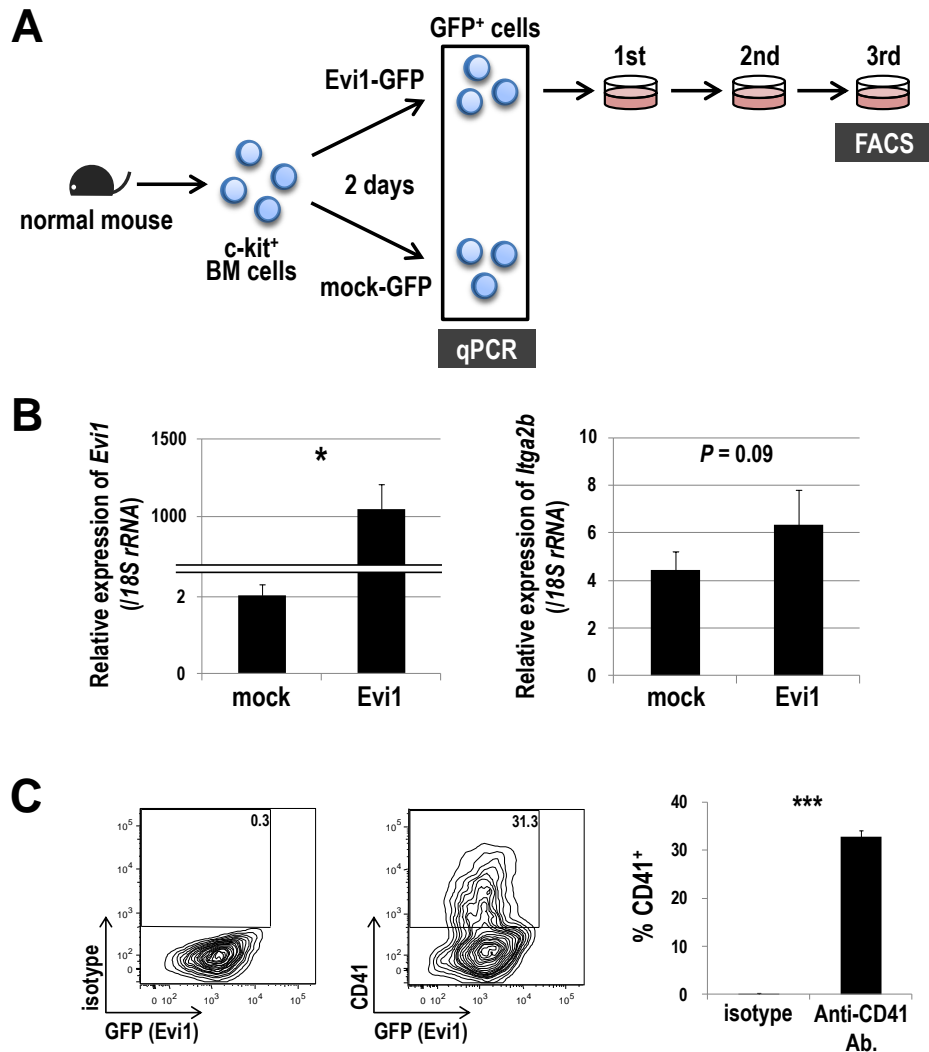 A
GFP⁺ cells
Evi1-GFP
1st
2nd
3rd
FACS
2 days
normal mouse
c-kit⁺
BM cells
mock-GFP
qPCR
B
Relative expression of Evi1
(/18S rRNA)
1500
1000
2
0
*
mock
Evi1
Relative expression of Itga2b
(/18S rRNA)
10
8
6
4
2
0
P = 0.09
mock
Evi1
C
isotype
10⁵
10⁴
10³
10²
0
0.3
0 10² 10³ 10⁴ 10⁵
GFP (Evi1)
CD41
10⁵
10⁴
10³
10²
0
31.3
0 10² 10³ 10⁴ 10⁵
GFP (Evi1)
% CD41⁺
40
30
20
10
0
***
isotype
Anti-CD41
Ab.